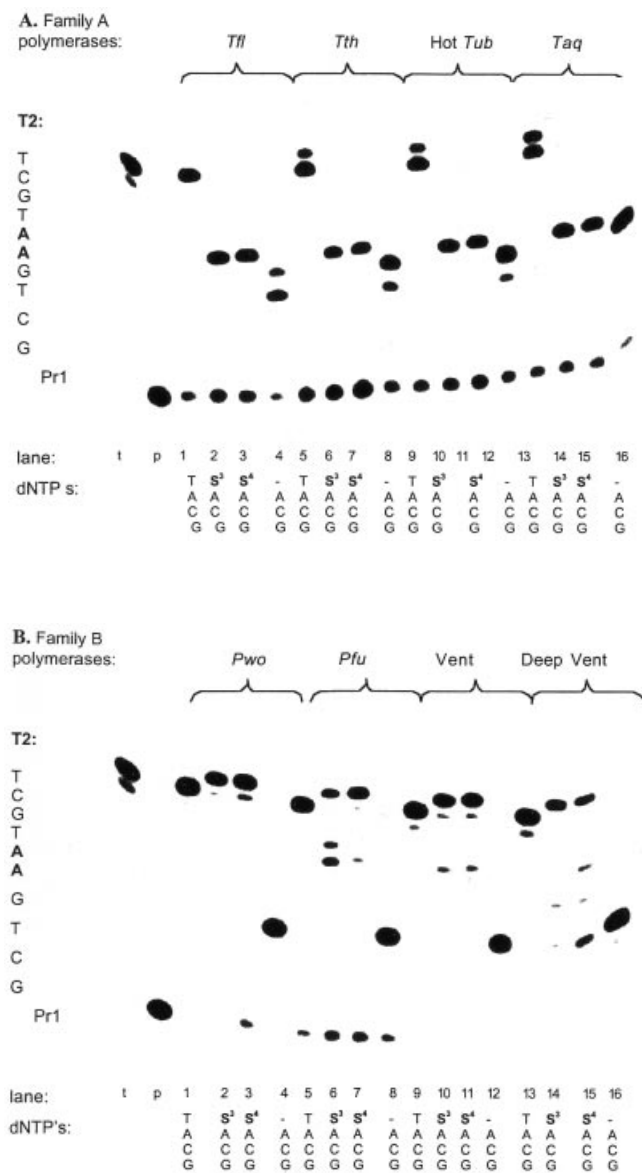 A. Family A
polymerases: Tfl Tth Hot Tub Taq
T2:
T
C
G
T
A
A
G
T
C
G
Pr1
lane: t p 1 2 3 4 5 6 7 8 9 10 11 12 13 14 15 16
dNTP s: T S³ S⁴ - T S³ S⁴ - T S³ S⁴ - T S³ S⁴ -
A A A A A A A A A A A A A A A A
C C C C C C C C C C C C C C C C
G G G G G G G G G G G G G G G G
B. Family B
polymerases: Pwo Pfu Vent Deep Vent
T2:
T
C
G
T
A
A
G
T
C
G
Pr1
lane: t p 1 2 3 4 5 6 7 8 9 10 11 12 13 14 15 16
dNTP's: T S³ S⁴ - T S³ S⁴ - T S³ S⁴ - T S³ S⁴ -
A A A A A A A A A A A A A A A A
C C C C C C C C C C C C C C C C
G G G G G G G G G G G G G G G G